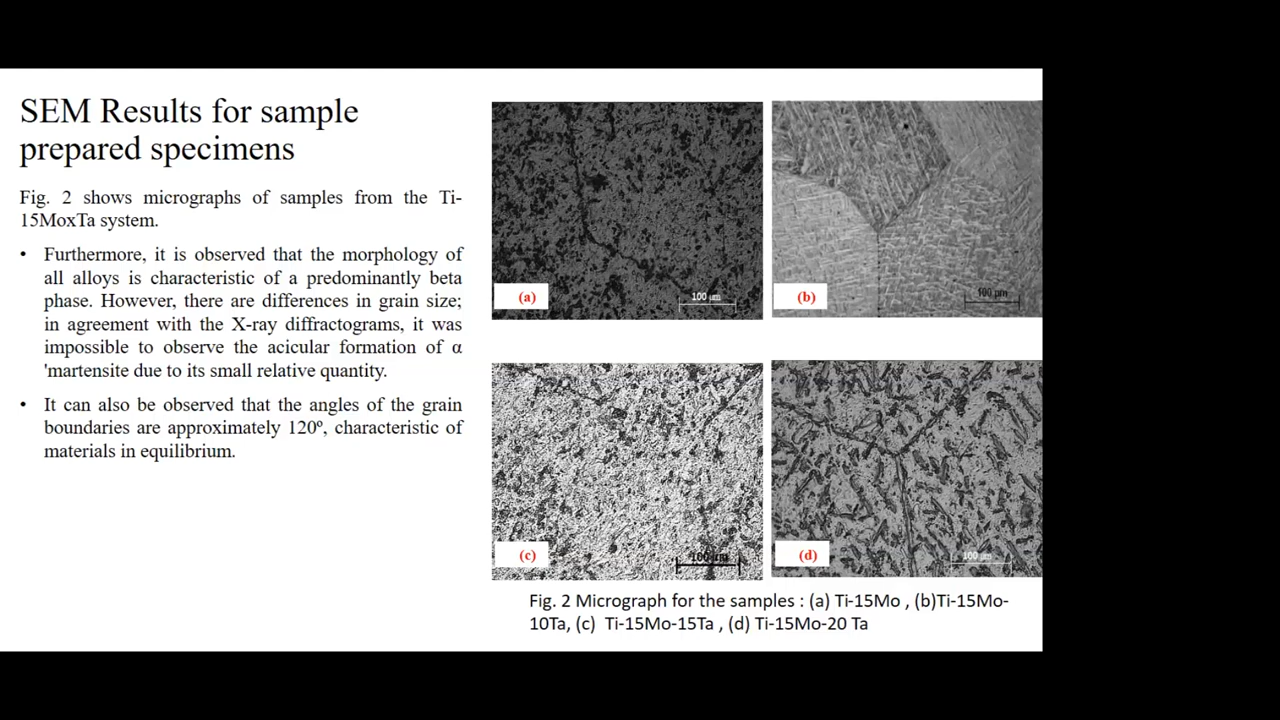 SEM Results for sample
prepared specimens
Fig. 2 shows micrographs of samples from the Ti-
15MoxTa system.
• Furthermore, it is observed that the morphology of
all alloys is characteristic of a predominantly beta
phase. However, there are differences in grain size;
in agreement with the X-ray diffractograms, it was
impossible to observe the acicular formation of α
'martensite due to its small relative quantity.
• It can also be observed that the angles of the grain
boundaries are approximately 120º, characteristic of
materials in equilibrium.
(a)
100 µm
(b)
100 µm
(c)
100 µm
(d)
100 µm
Fig. 2 Micrograph for the samples : (a) Ti-15Mo , (b)Ti-15Mo-
10Ta, (c) Ti-15Mo-15Ta , (d) Ti-15Mo-20 Ta